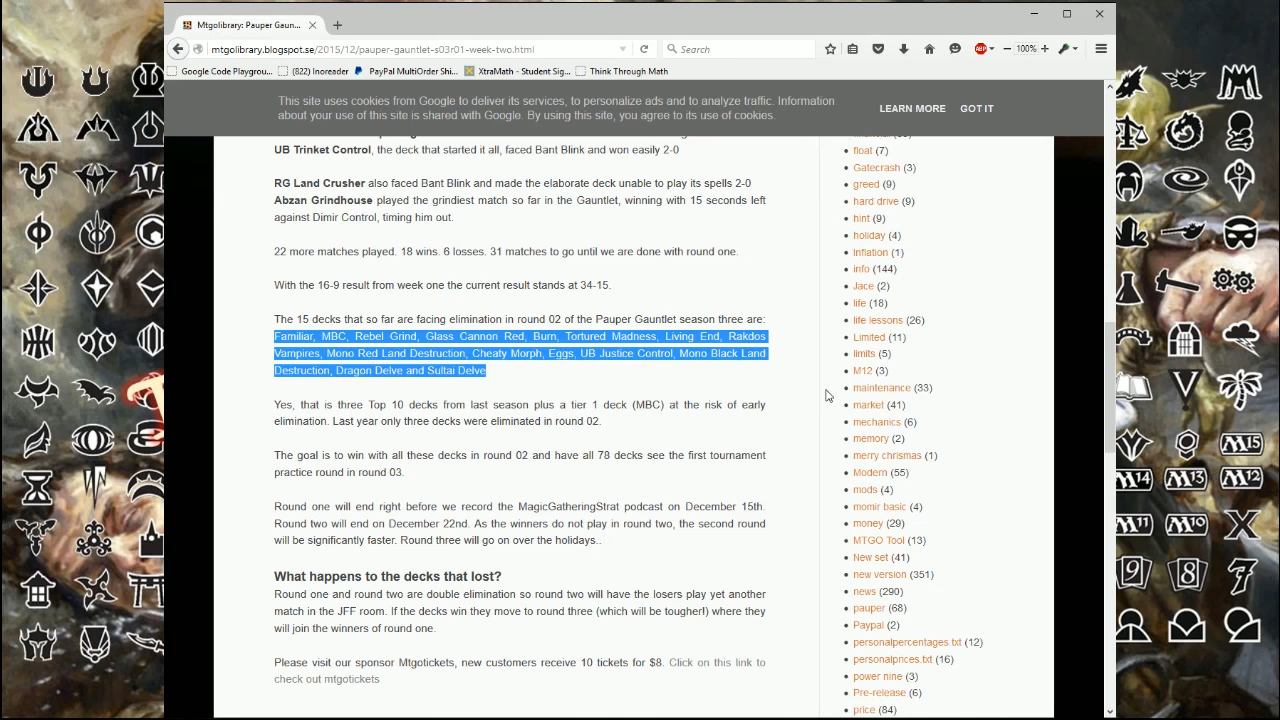 Mtgolibrary: Pauper Gaun...
mtgolibrary.blogspot.se/2015/12/pauper-gauntlet-s03r01-week-two.html
Search
100%
Google Code Playgrou...
(822) Inoreader
PayPal MultiOrder Shi...
XtraMath - Student Sig...
Think Through Math
This site uses cookies from Google to deliver its services, to personalize ads and to analyze traffic. Information
about your use of this site is shared with Google. By using this site, you agree to its use of cookies.
LEARN MORE
GOT IT
UB Trinket Control, the deck that started it all, faced Bant Blink and won easily 2-0
RG Land Crusher also faced Bant Blink and made the elaborate deck unable to play its spells 2-0
Abzan Grindhouse played the grindiest match so far in the Gauntlet, winning with 15 seconds left
against Dimir Control, timing him out.
22 more matches played. 18 wins. 6 losses. 31 matches to go until we are done with round one.
With the 16-9 result from week one the current result stands at 34-15.
The 15 decks that so far are facing elimination in round 02 of the Pauper Gauntlet season three are:
Familiar, MBC, Rebel Grind, Glass Cannon Red, Burn, Tortured Madness, Living End, Rakdos
Vampires, Mono Red Land Destruction, Cheaty Morph, Eggs, UB Justice Control, Mono Black Land
Destruction, Dragon Delve and Sultai Delve
Yes, that is three Top 10 decks from last season plus a tier 1 deck (MBC) at the risk of early
elimination. Last year only three decks were eliminated in round 02.
The goal is to win with all these decks in round 02 and have all 78 decks see the first tournament
practice round in round 03.
Round one will end right before we record the MagicGatheringStrat podcast on December 15th.
Round two will end on December 22nd. As the winners do not play in round two, the second round
will be significantly faster. Round three will go on over the holidays..
What happens to the decks that lost?
Round one and round two are double elimination so round two will have the losers play yet another
match in the JFF room. If the decks win they move to round three (which will be tougher!) where they
will join the winners of round one.
Please visit our sponsor Mtgotickets, new customers receive 10 tickets for $8. Click on this link to
check out mtgotickets
float (7)
Gatecrash (3)
greed (9)
hard drive (9)
hint (9)
holiday (4)
Inflation (1)
info (144)
Jace (2)
life (18)
life lessons (26)
Limited (11)
limits (5)
M12 (3)
maintenance (33)
market (41)
mechanics (6)
memory (2)
merry chrismas (1)
Modern (55)
mods (4)
momir basic (4)
money (29)
MTGO Tool (13)
New set (41)
new version (351)
news (290)
pauper (68)
Paypal (2)
personalpercentages.txt (12)
personalprices.txt (16)
power nine (3)
Pre-release (6)
price (84)
M15
M14 M13 M12
M11 M10 X
9 8 7